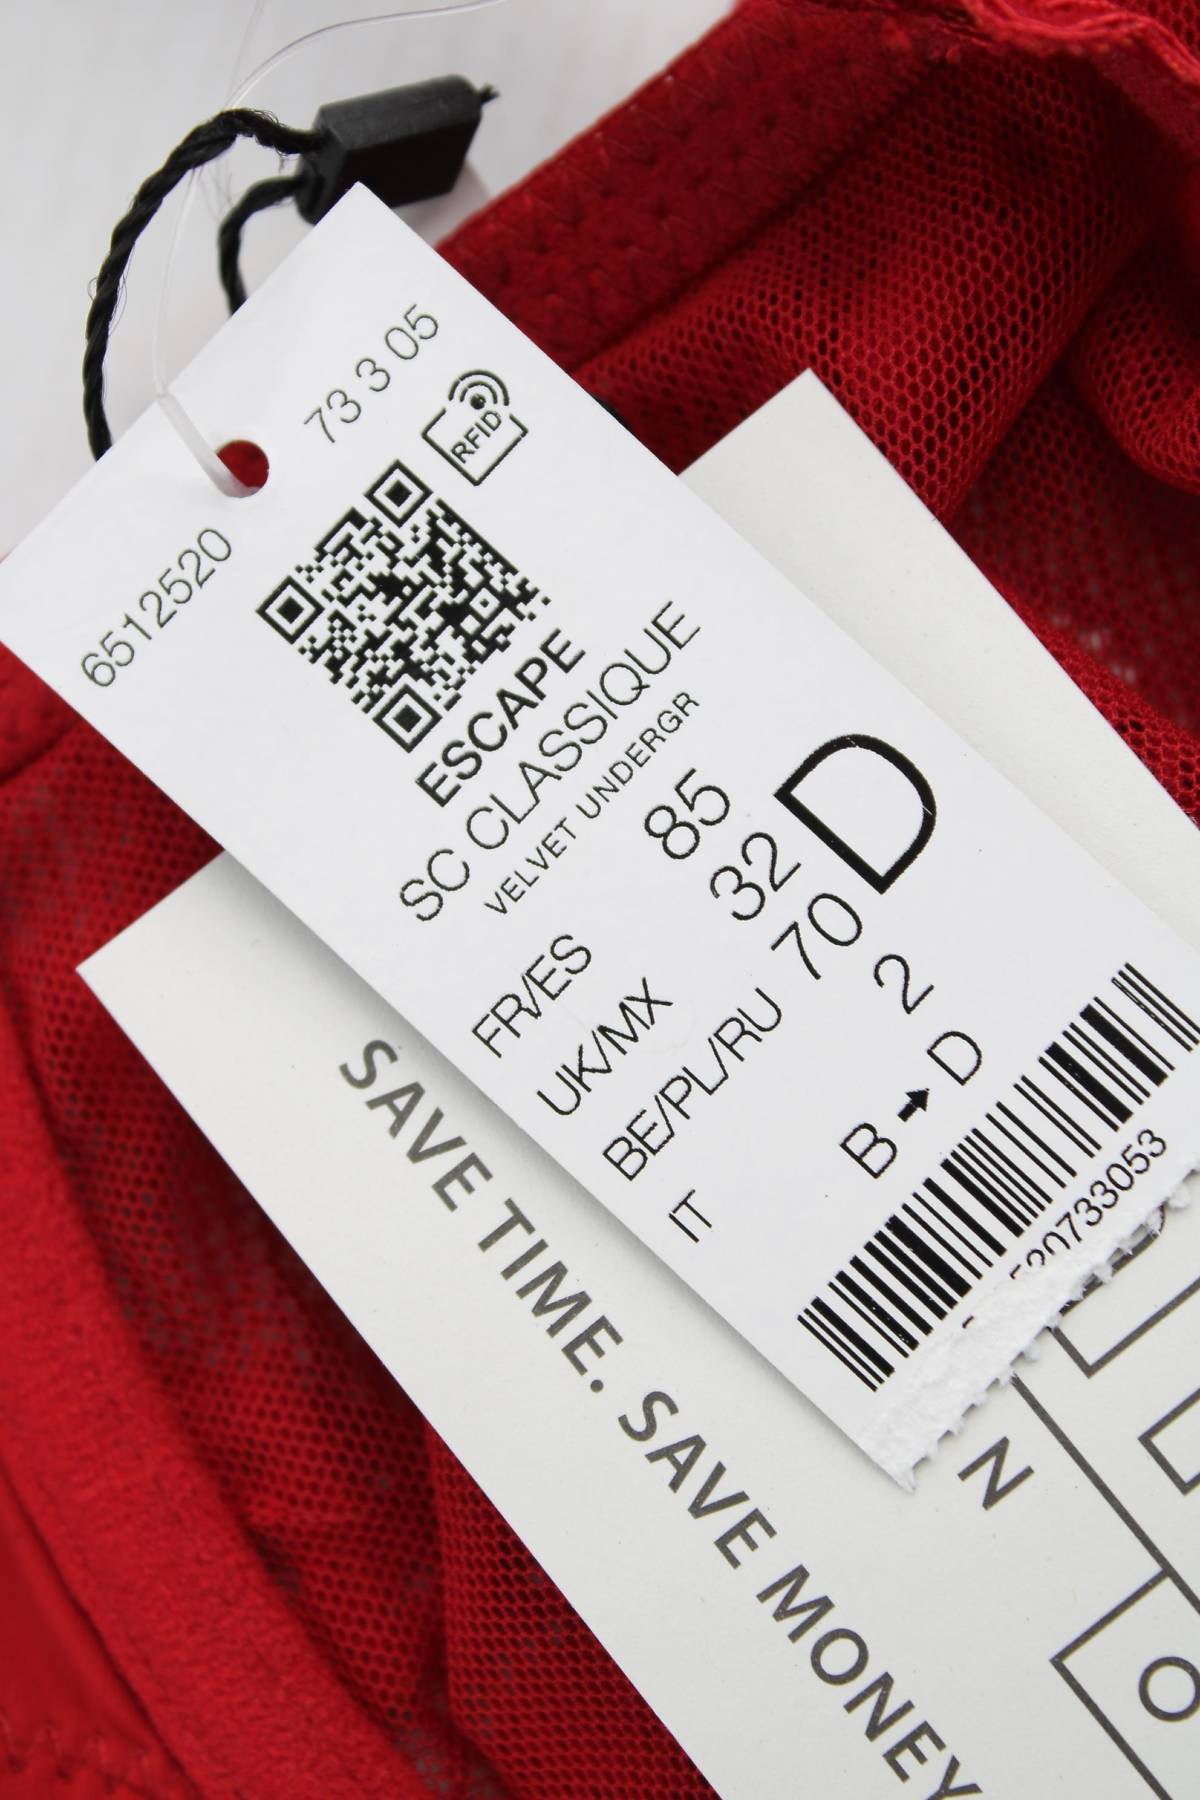 73 3 05
RFID
6512520
ESCAPE
SC CLASSIQUE
VELVET UNDERGR
FR/ES 85
UK/MX 32 D
BE/PL/RU 70
IT 2
B➞D
520733053
SAVE TIME. SAVE MONEY
N
O